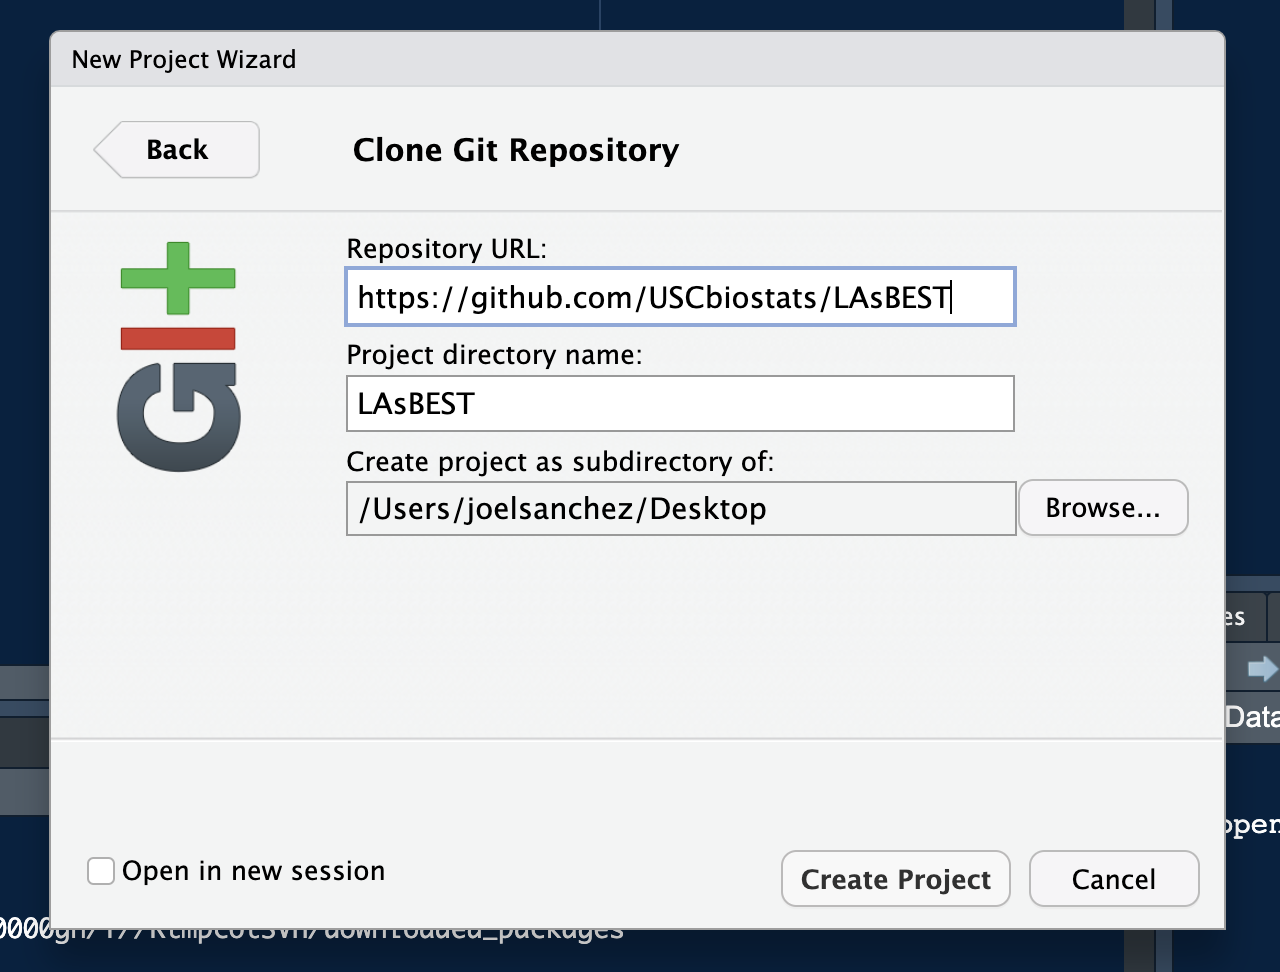 New Project Wizard
Back
Clone Git Repository
Repository URL:
https://github.com/USCbiostats/LAsBEST
GIT
Project directory name:
LAsBEST
Create project as subdirectory of:
/Users/joelsanchez/Desktop
Browse...
Data
Open in new session
Create Project
Cancel